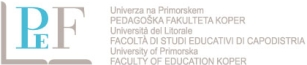 PEF
Univerza na Primorskem
PEDAGOŠKA FAKULTETA KOPER
Università del Litorale
FACOLTÀ DI STUDI EDUCATIVI DI CAPODISTRIA
University of Primorska
FACULTY OF EDUCATION KOPER